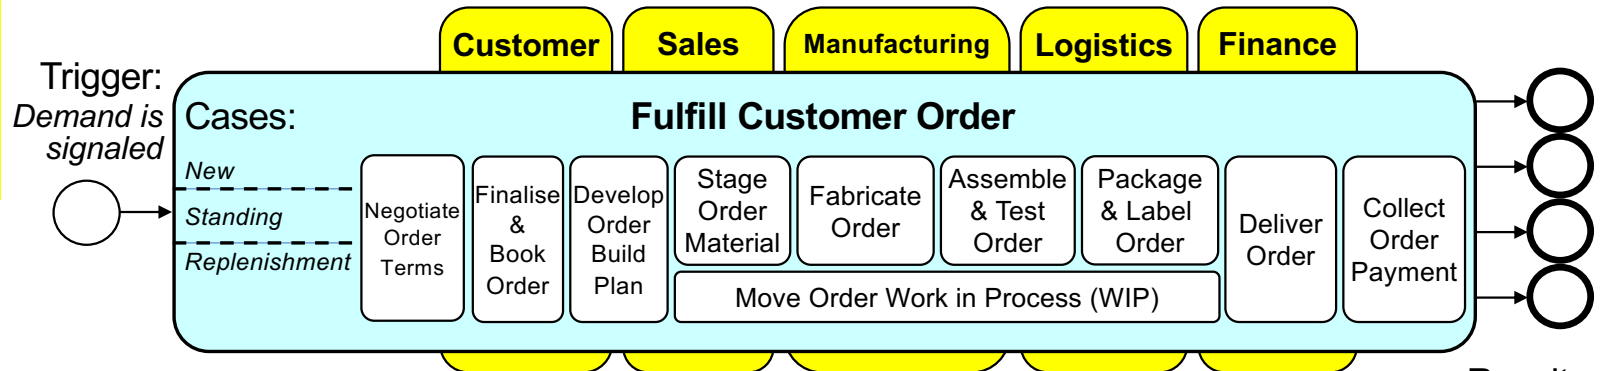 Customer
Sales
Manufacturing
Logistics
Finance
Trigger:
Demand is
signaled
Cases:
Fulfill Customer Order
New
Standing
Replenishment
Negotiate
Order
Terms
Finalise
&
Book
Order
Develop
Order
Build
Plan
Stage
Order
Material
Fabricate
Order
Assemble
& Test
Order
Package
& Label
Order
Move Order Work in Process (WIP)
Deliver
Order
Collect
Order
Payment